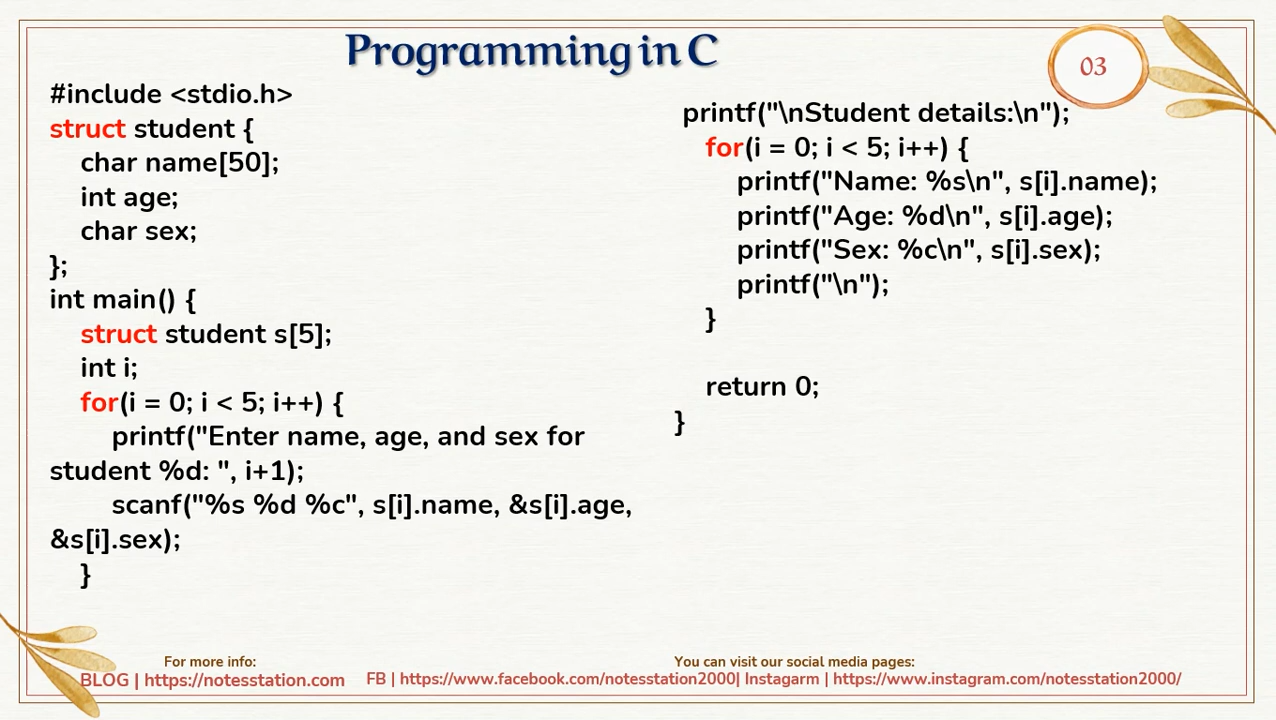 Programming in C
03
#include <stdio.h>
struct student {
char name[50];
int age;
char sex;
};
int main() {
struct student s[5];
int i;
for(i = 0; i < 5; i++) {
printf("Enter name, age, and sex for
student %d: ", i+1);
scanf("%s %d %c", s[i].name, &s[i].age,
&s[i].sex);
}
printf("\nStudent details:\n");
for(i = 0; i < 5; i++) {
printf("Name: %s\n", s[i].name);
printf("Age: %d\n", s[i].age);
printf("Sex: %c\n", s[i].sex);
printf("\n");
}
return 0;
}
For more info:
BLOG | https://notesstation.com
You can visit our social media pages:
FB | https://www.facebook.com/notesstation2000| Instagarm | https://www.instagram.com/notesstation2000/